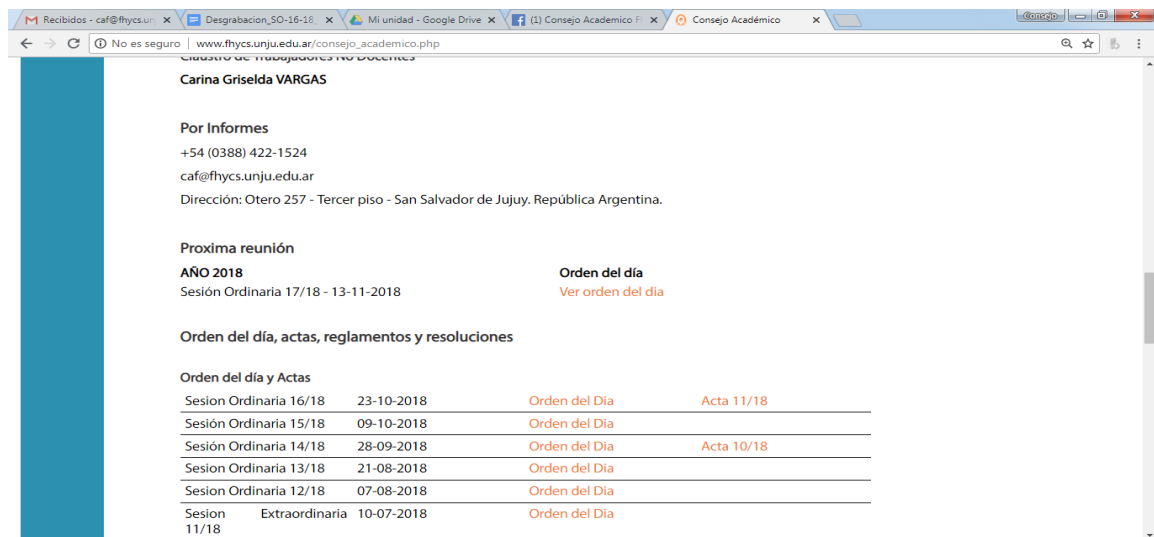 Recibidos - caf@fhycs.un
Desgrabacion_SO-16-18_
Mi unidad - Google Drive
(1) Consejo Academico F
Consejo Académico
Consejo
No es seguro | www.fhycs.unju.edu.ar/consejo_academico.php
Claustro de Trabajadores No Docentes
Carina Griselda VARGAS
Por Informes
+54 (0388) 422-1524
caf@fhycs.unju.edu.ar
Dirección: Otero 257 - Tercer piso - San Salvador de Jujuy. República Argentina.
Proxima reunión
AÑO 2018 Orden del día
Sesión Ordinaria 17/18 - 13-11-2018 Ver orden del dia
Orden del día, actas, reglamentos y resoluciones
Orden del día y Actas
Sesion Ordinaria 16/18 23-10-2018 Orden del Dia Acta 11/18
Sesión Ordinaria 15/18 09-10-2018 Orden del Dia
Sesión Ordinaria 14/18 28-09-2018 Orden del Dia Acta 10/18
Sesion Ordinaria 13/18 21-08-2018 Orden del Dia
Sesion Ordinaria 12/18 07-08-2018 Orden del Dia
Sesion Extraordinaria 10-07-2018 Orden del Dia
11/18